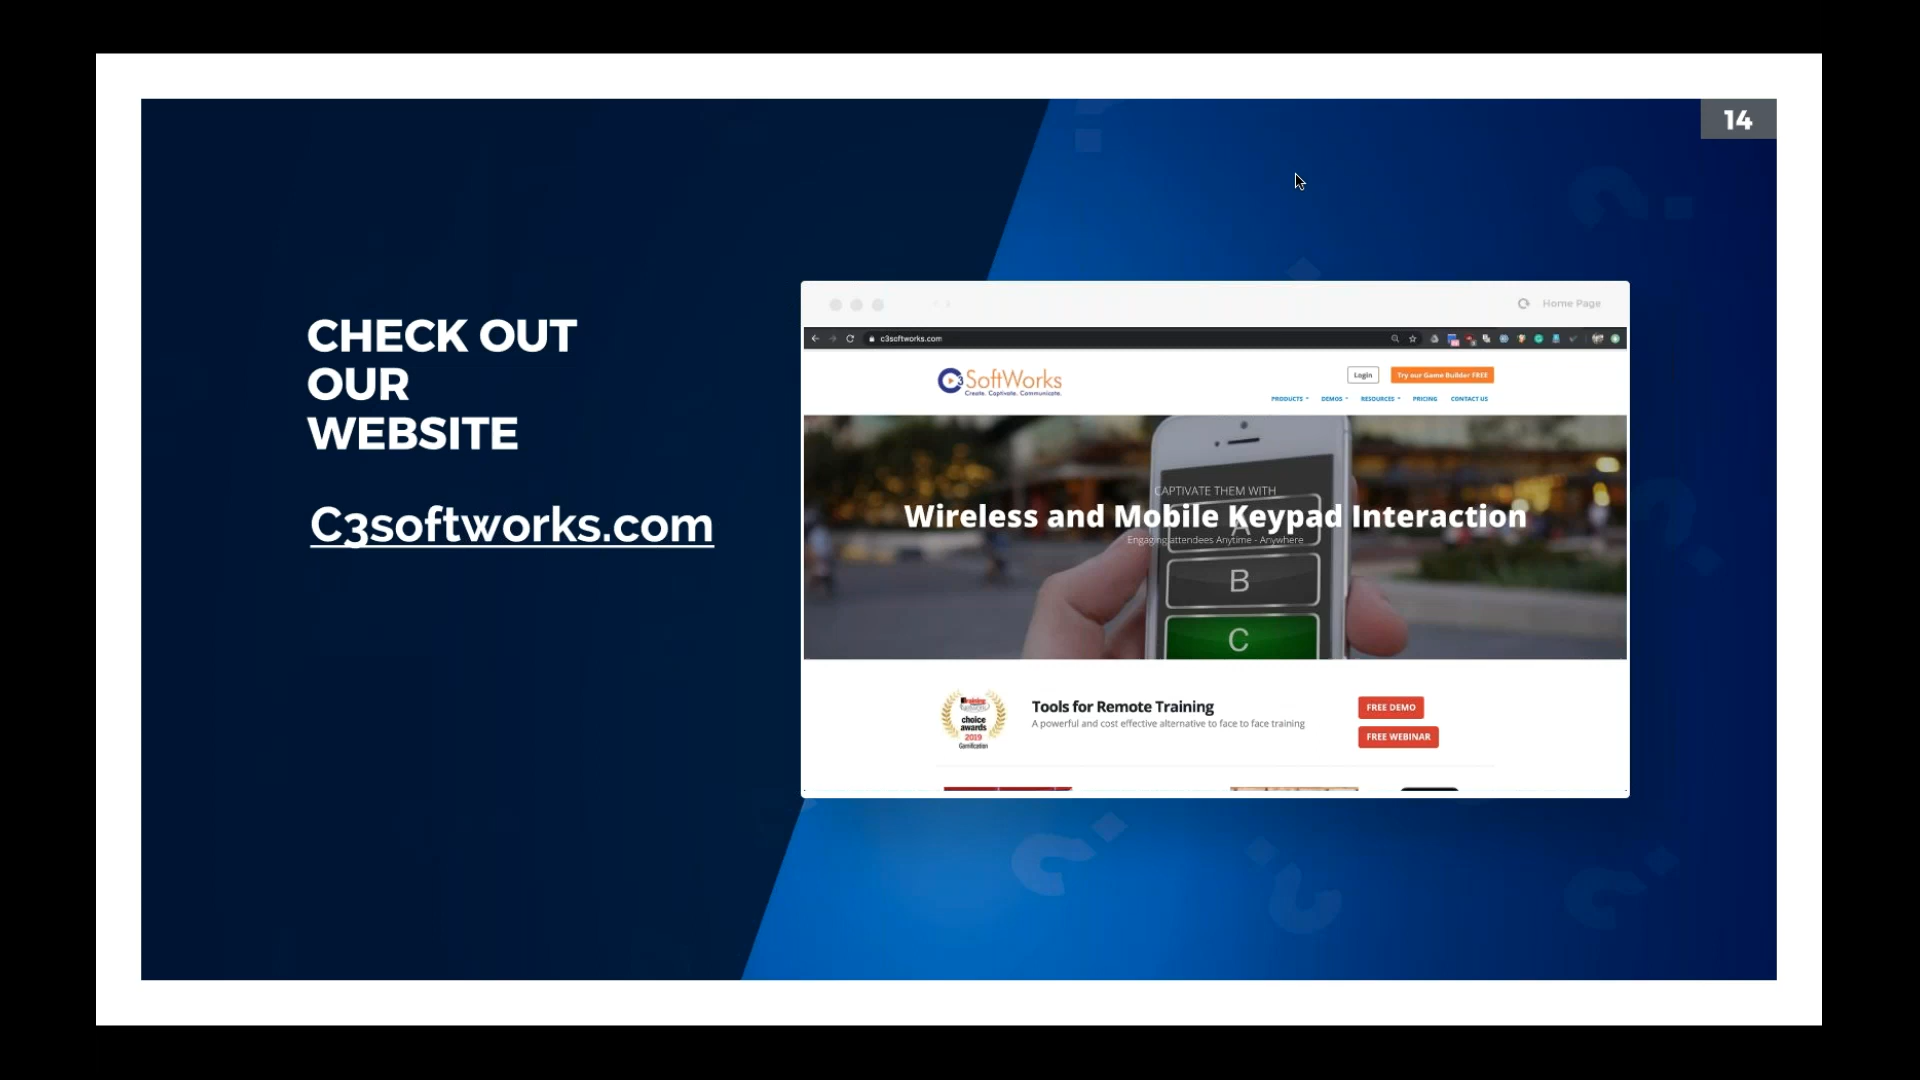 14
CHECK OUT
OUR
WEBSITE
C3softworks.com
Home Page
c3softworks.com
C3 SoftWorks
Create. Captivate. Communicate.
Login
Try our Game Builder FREE
PRODUCTS
DEMOS
RESOURCES
PRICING
CONTACT US
CAPTIVATE THEM WITH
Wireless and Mobile Keypad Interaction
Engaging attendees Anytime - Anywhere
A
B
C
choice
awards
2019
Gamification
Tools for Remote Training
A powerful and cost effective alternative to face to face training
FREE DEMO
FREE WEBINAR